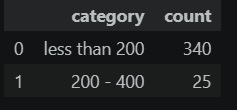 category count
0 less than 200 340
1 200 - 400 25